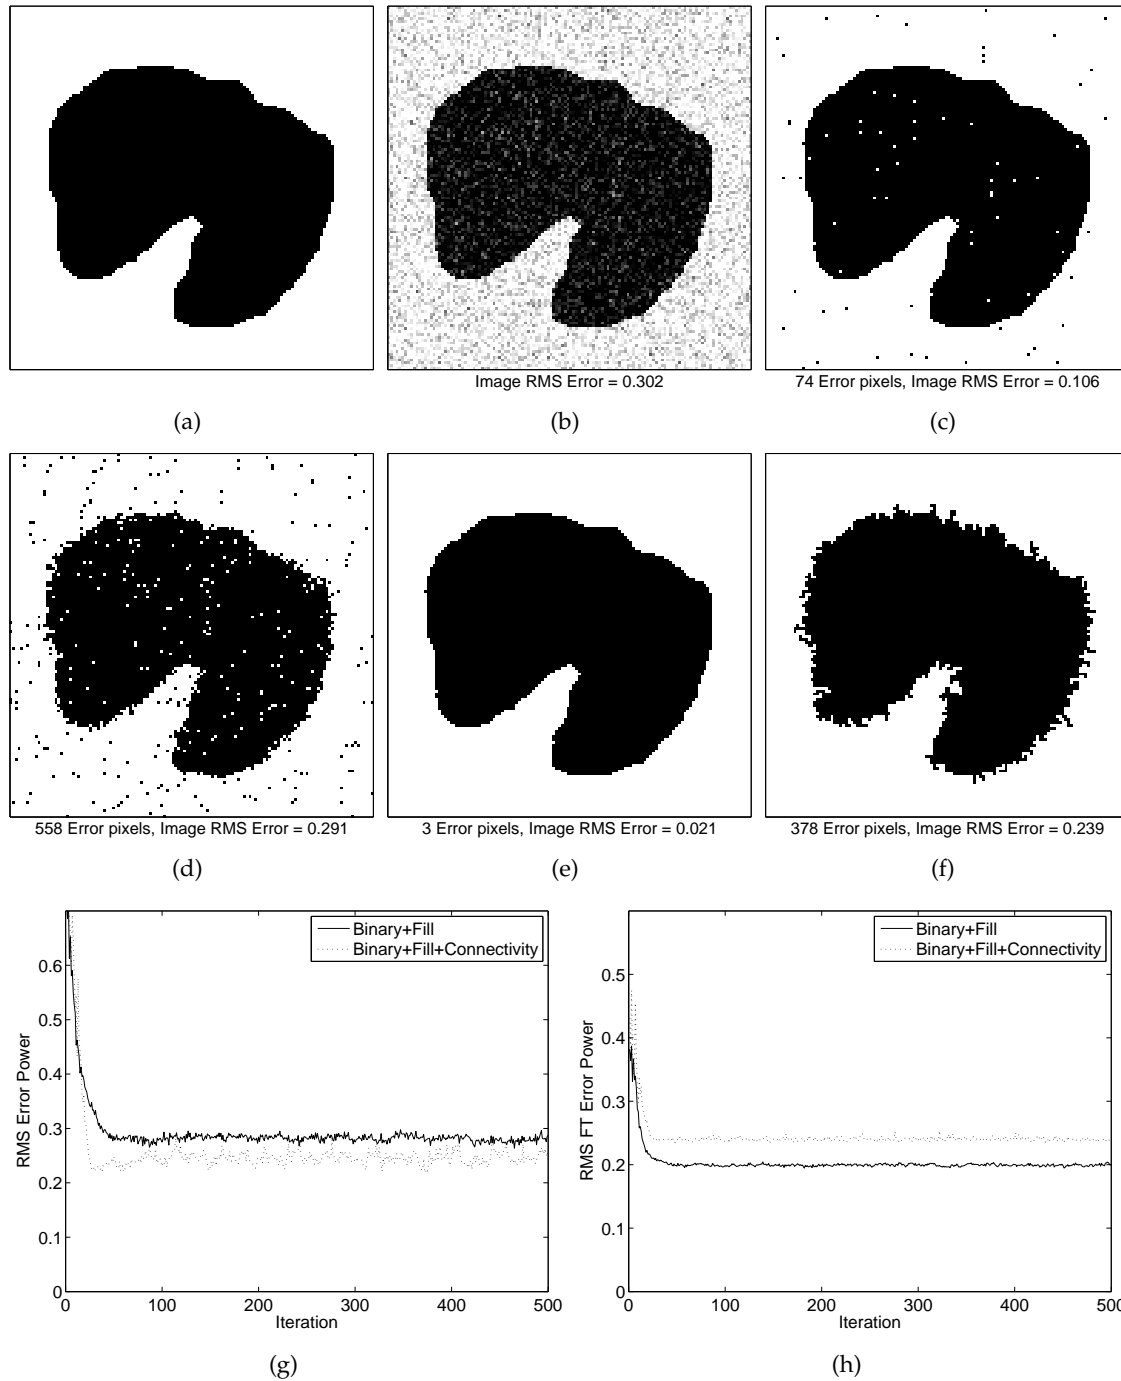 Image RMS Error = 0.302
74 Error pixels, Image RMS Error = 0.106
(a)
(b)
(c)
558 Error pixels, Image RMS Error = 0.291
3 Error pixels, Image RMS Error = 0.021
378 Error pixels, Image RMS Error = 0.239
(d)
(e)
(f)
Binary+Fill
Binary+Fill+Connectivity
0.6
0.5
0.4
0.3
0.2
0.1
0
RMS Error Power
0 100 200 300 400 500
Iteration
(g)
Binary+Fill
Binary+Fill+Connectivity
0.5
0.4
0.3
0.2
0.1
0
RMS FT Error Power
0 100 200 300 400 500
Iteration
(h)